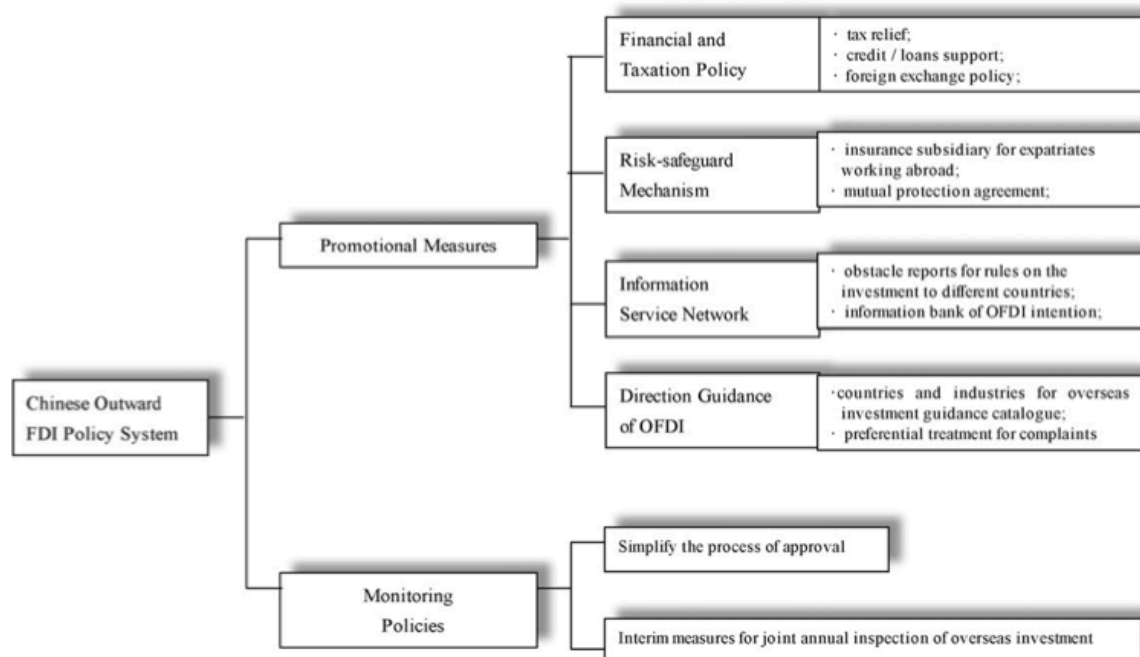 Financial and
Taxation Policy
· tax relief;
· credit / loans support;
· foreign exchange policy;
Risk-safeguard
Mechanism
· insurance subsidiary for expatriates
working abroad;
· mutual protection agreement;
Promotional Measures
Information
Service Network
· obstacle reports for rules on the
investment to different countries;
· information bank of OFDI intention;
Chinese Outward
FDI Policy System
Direction Guidance
of OFDI
·countries and industries for overseas
investment guidance catalogue;
· preferential treatment for complaints
Simplify the process of approval
Monitoring
Policies
Interim measures for joint annual inspection of overseas investment